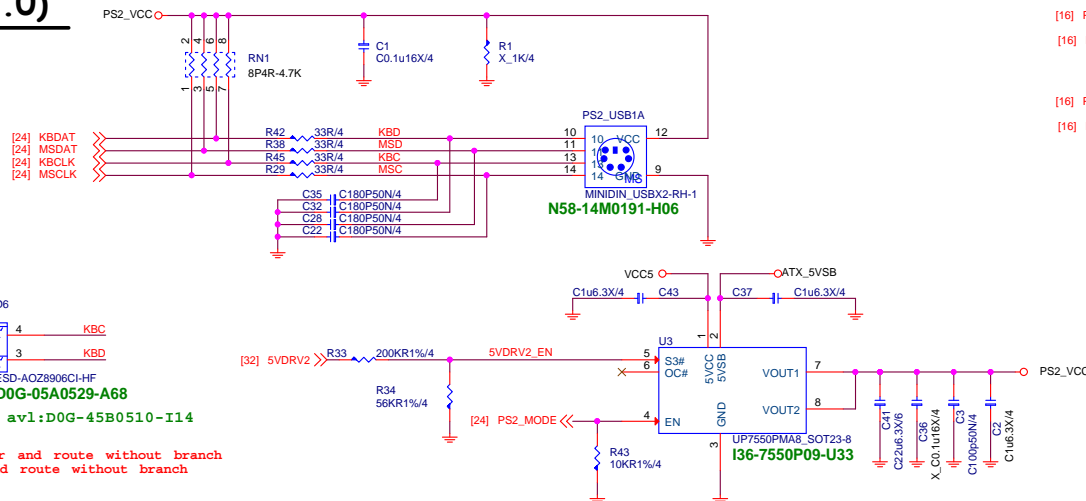 .0)
PS2_VCC
2 4 6 8
RN1
8P4R-4.7K
1 3 5 7
C1
C0.1u16X/4
R1
X_1K/4
[16] P
[16]
[16] P
[16]
PS2_USB1A
[24] KBDAT
R42 33R/4 KBD
10 VCC 12
[24] MSDAT
R38 33R/4 MSD
11
[24] KBCLK
R45 33R/4 KBC
13
[24] MSCLK
R29 33R/4 MSC
14 GND 9
MS
MINIDIN_USBX2-RH-1
N58-14M0191-H06
C35 C180P50N/4
C32 C180P50N/4
C28 C180P50N/4
C22 C180P50N/4
VCC5
ATX_5VSB
C1u6.3X/4 C43
C37 C1u6.3X/4
U3
1 2
5VCC 5VSB
[32] 5VDRV2
R33 200KR1%/4
5VDRV2_EN
5 S3#
6 OC#
R34
56KR1%/4
VOUT1 7
VOUT2 8
PS2_VCC
[24] PS2_MODE
4 EN
GND
3
R43
10KR1%/4
UP7550PMA8_SOT23-8
I36-7550P09-U33
C41
C22u6.3X/6
C36
X_C0.1u16X/4
C3
C100p50N/4
C2
C1u6.3X/4
D6
4 KBC
3 KBD
ESD-AOZ8906CI-HF
D0G-05A0529-A68
avl:D0G-45B0510-I14
r and route without branch
d route without branch